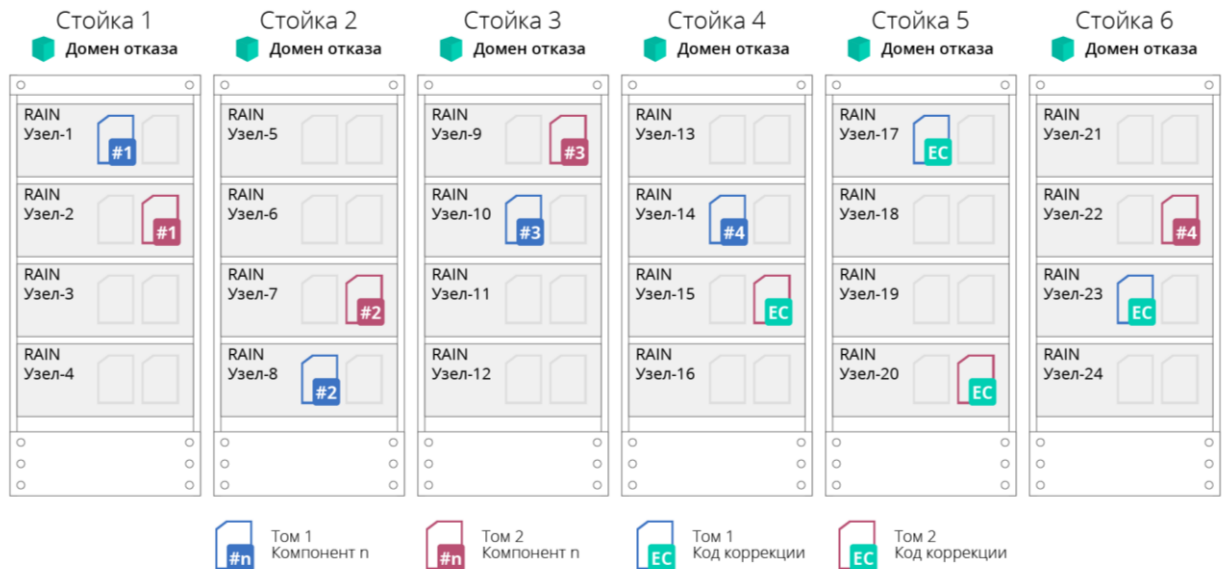 Стойка 1
Домен отказа
RAIN
Узел-1
#1
RAIN
Узел-2
#1
RAIN
Узел-3
RAIN
Узел-4
Стойка 2
Домен отказа
RAIN
Узел-5
RAIN
Узел-6
RAIN
Узел-7
#2
RAIN
Узел-8
#2
Стойка 3
Домен отказа
RAIN
Узел-9
#3
RAIN
Узел-10
#3
RAIN
Узел-11
RAIN
Узел-12
Стойка 4
Домен отказа
RAIN
Узел-13
RAIN
Узел-14
#4
RAIN
Узел-15
EC
RAIN
Узел-16
Стойка 5
Домен отказа
RAIN
Узел-17
EC
RAIN
Узел-18
RAIN
Узел-19
RAIN
Узел-20
EC
Стойка 6
Домен отказа
RAIN
Узел-21
RAIN
Узел-22
#4
RAIN
Узел-23
EC
RAIN
Узел-24
#n
Том 1
Компонент n
#n
Том 2
Компонент n
EC
Том 1
Код коррекции
EC
Том 2
Код коррекции